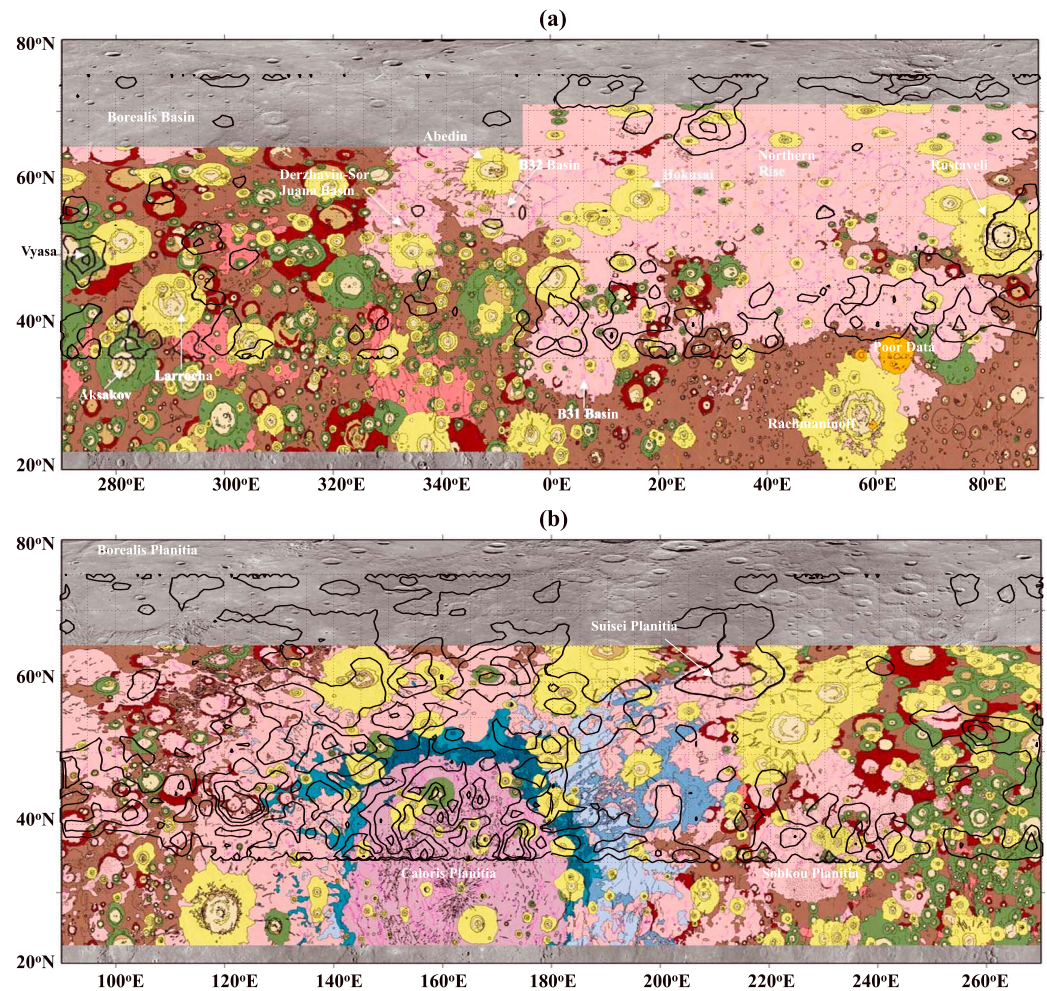 (a)
80°N
Borealis Basin
Abedin
Derzhavin-Sor
Juana Basin
B32 Basin
Hokusai
Northern
Rise
Rustaveli
60°N
Vyasa
40°N
Aksakov
Larrocha
B31 Basin
Poor Data
Rachmaninoff
20°N
280°E 300°E 320°E 340°E 0°E 20°E 40°E 60°E 80°E
(b)
80°N
Borealis Planitia
Suisei Planitia
60°N
40°N
Caloris Planitia
Sobkou Planitia
20°N
100°E 120°E 140°E 160°E 180°E 200°E 220°E 240°E 260°E